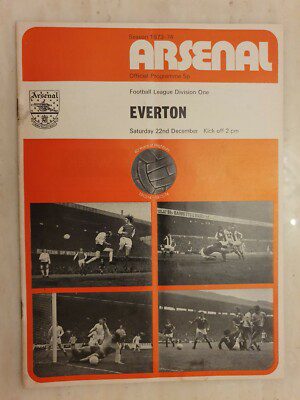 Season 1973-74
ARSENAL
Official Programme 5p
Football League Division One
Arsenal
EVERTON
Saturday 22nd December Kick off 2 pm